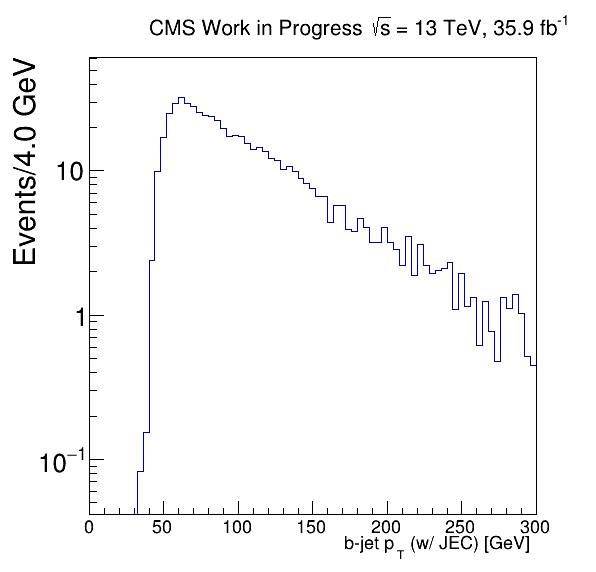 CMS Work in Progress √s = 13 TeV, 35.9 fb⁻¹
Events/4.0 GeV
10
1
10⁻¹
0 50 100 150 200 250 300
b-jet p_T (w/ JEC) [GeV]